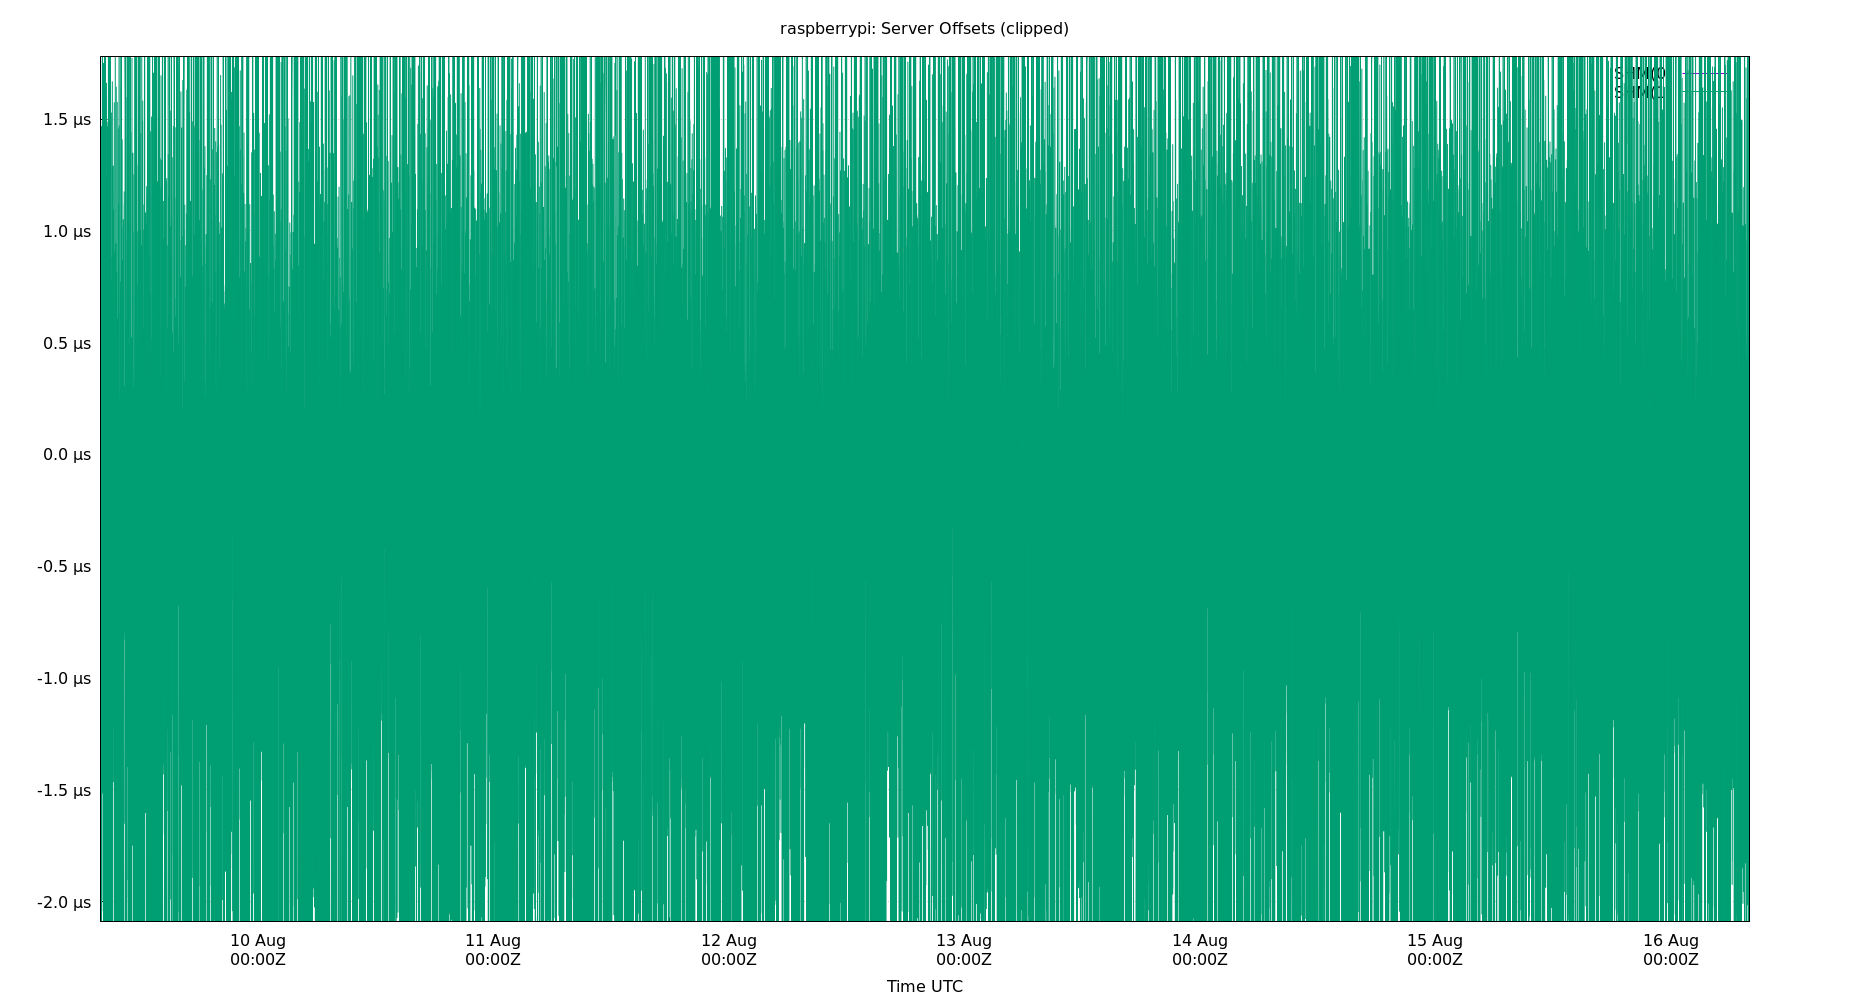 raspberrypi: Server Offsets (clipped)
SHM(0
SHM(
1.5 µs
1.0 µs
0.5 µs
0.0 µs
-0.5 µs
-1.0 µs
-1.5 µs
-2.0 µs
10 Aug 11 Aug 12 Aug 13 Aug 14 Aug 15 Aug 16 Aug
00:00Z 00:00Z 00:00Z 00:00Z 00:00Z 00:00Z 00:00Z
Time UTC